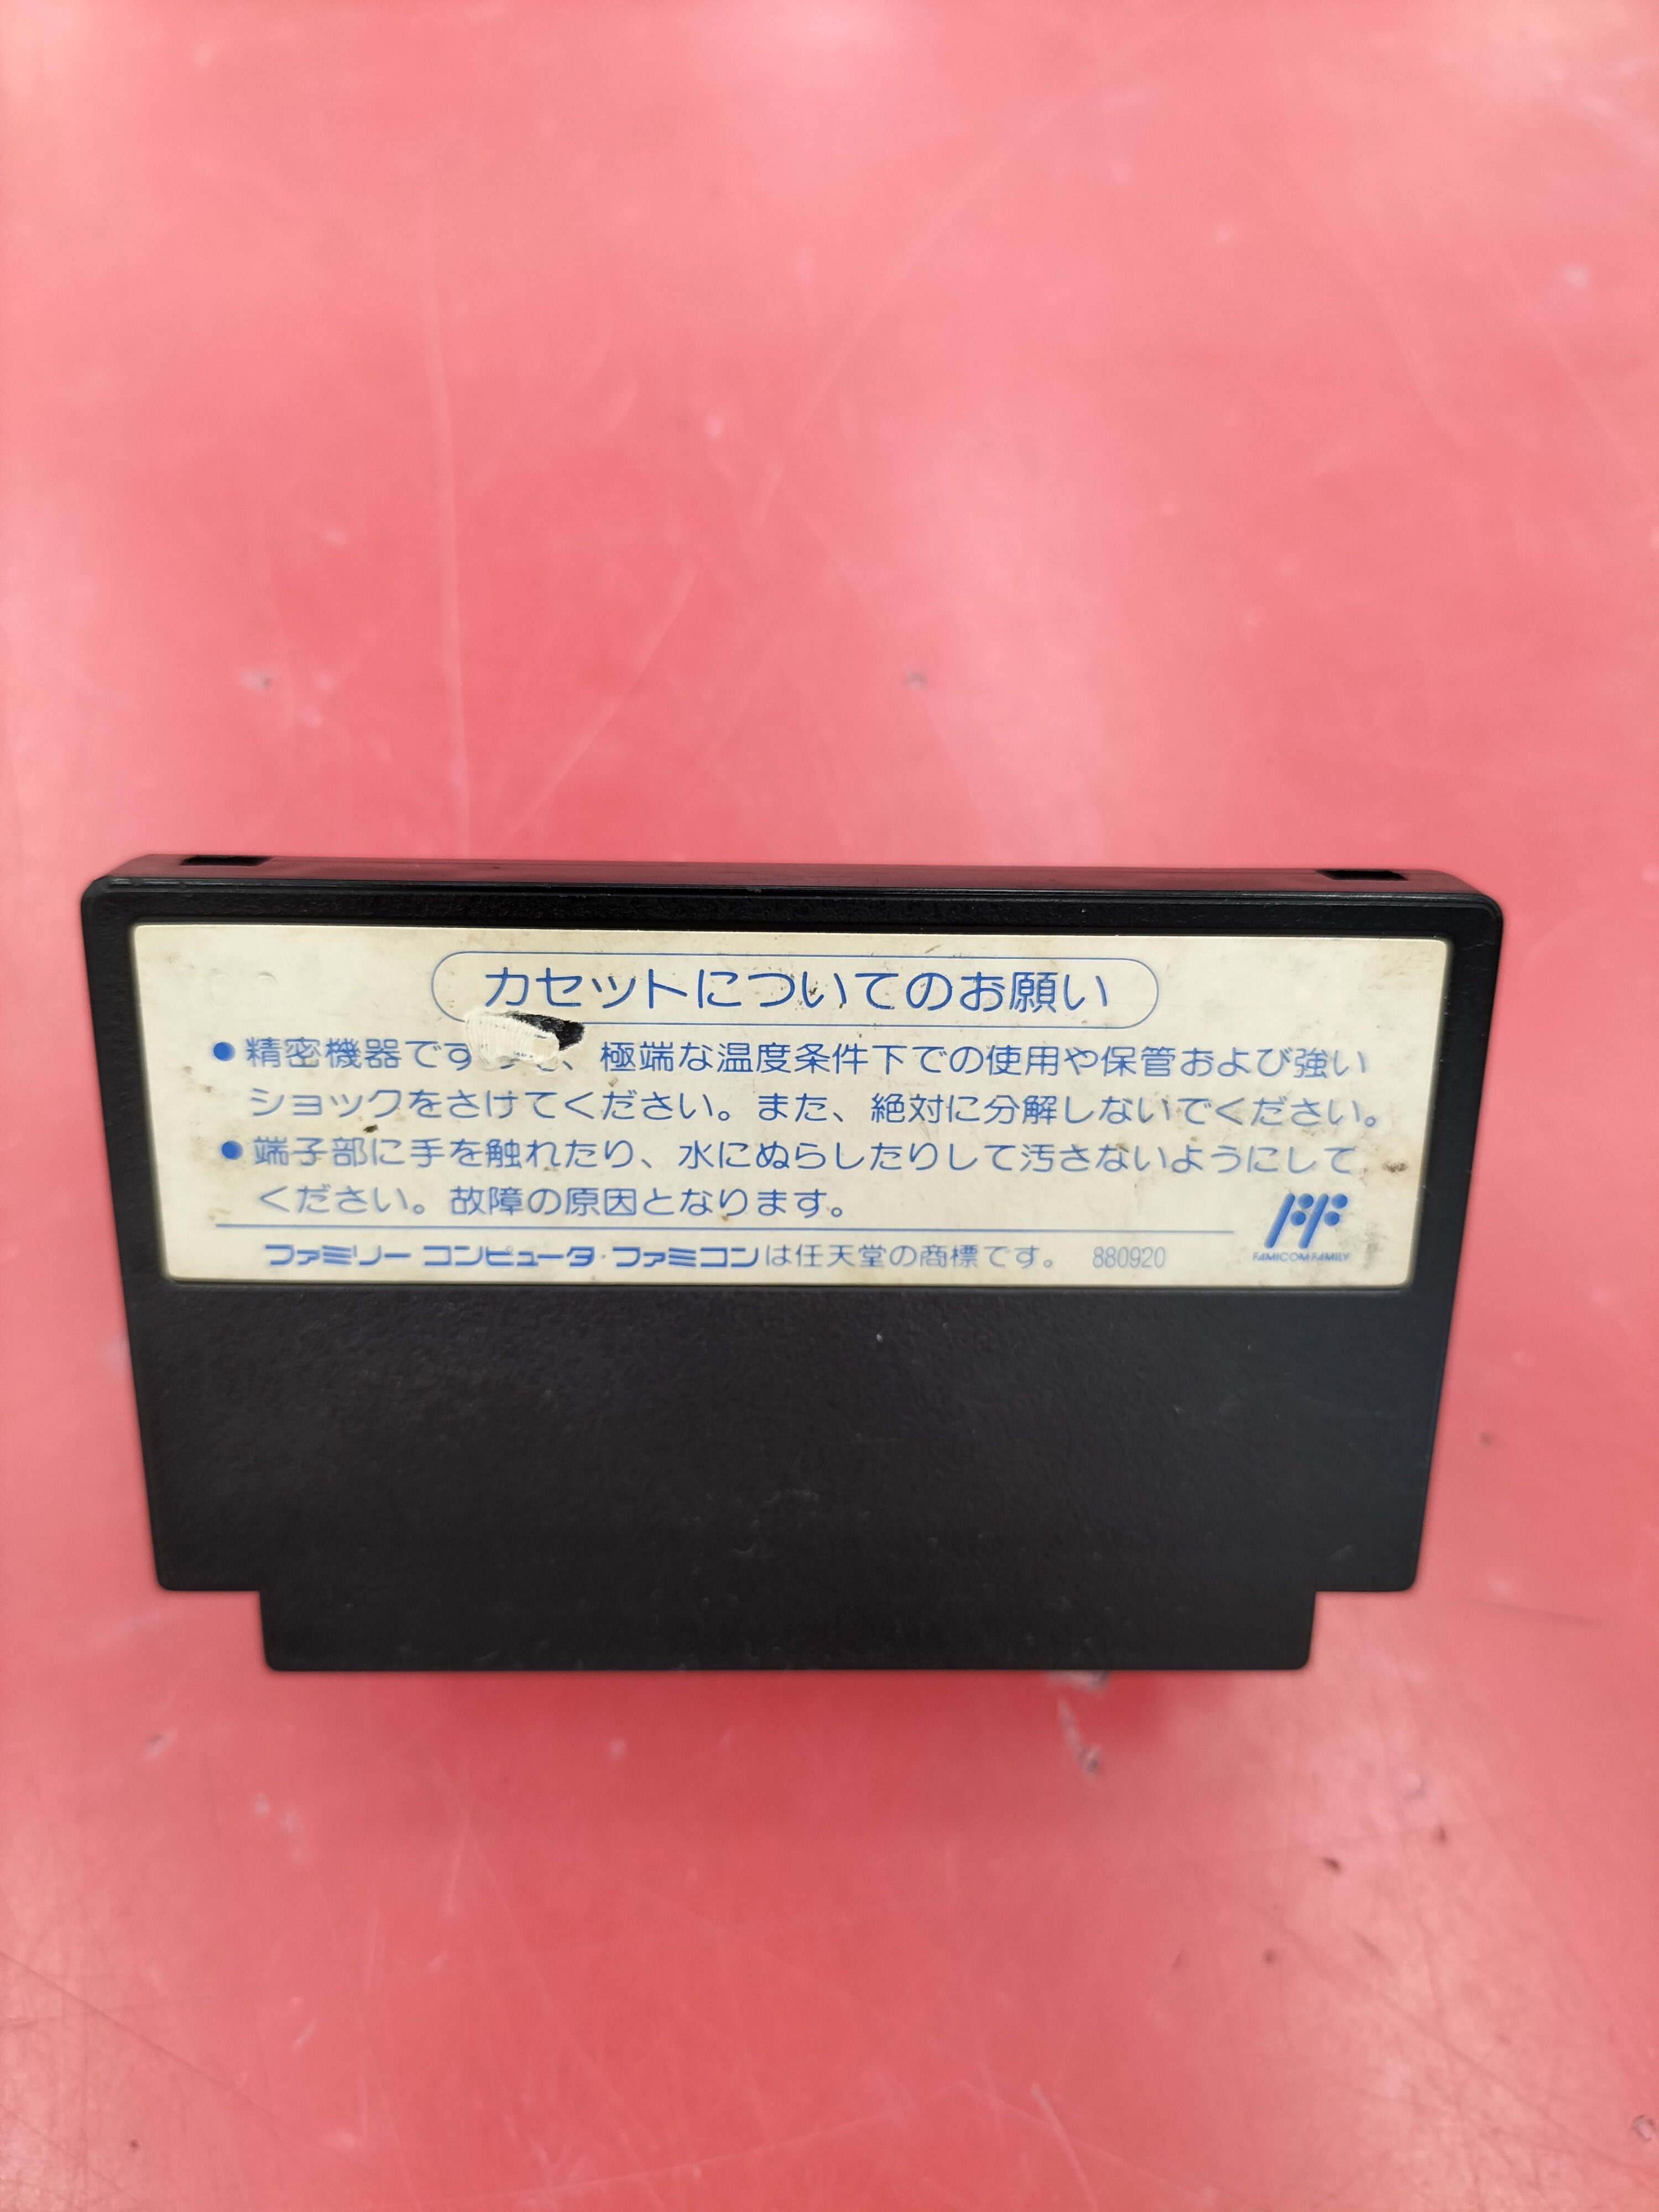 カセットについてのお願い
●精密機器です、極端な温度条件下での使用や保管および強い
ショックをさけてください。また、絶対に分解しないでください。
●端子部に手を触れたり、水にぬらしたりして汚さないようにして
ください。故障の原因となります。
ファミリー コンピュータ・ファミコンは任天堂の商標です。 880920
FAMICOM FAMILY